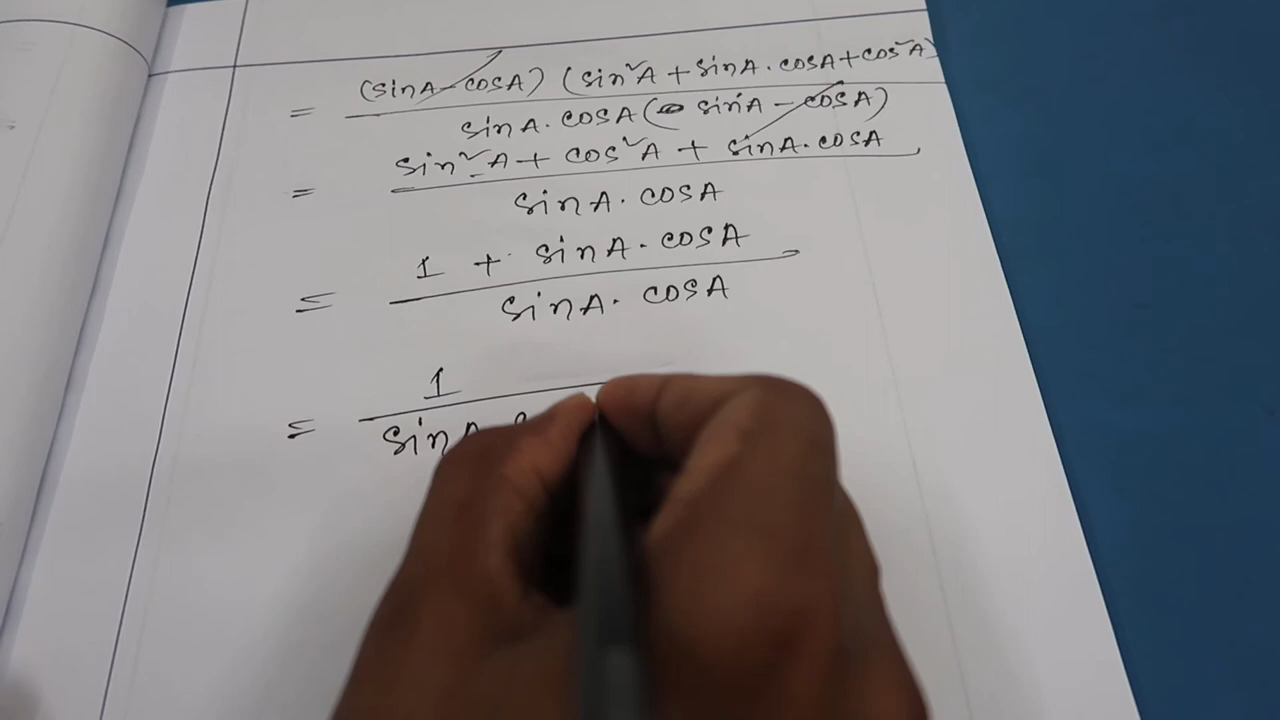 = (sinA - cosA) (sin²A + sinA . cosA + cos²A)
sinA . cosA ( sinA - cosA)
= sin²A + cos²A + sinA . cosA
sinA . cosA
= 1 + sinA . cosA
sinA . cosA
= 1
sinA